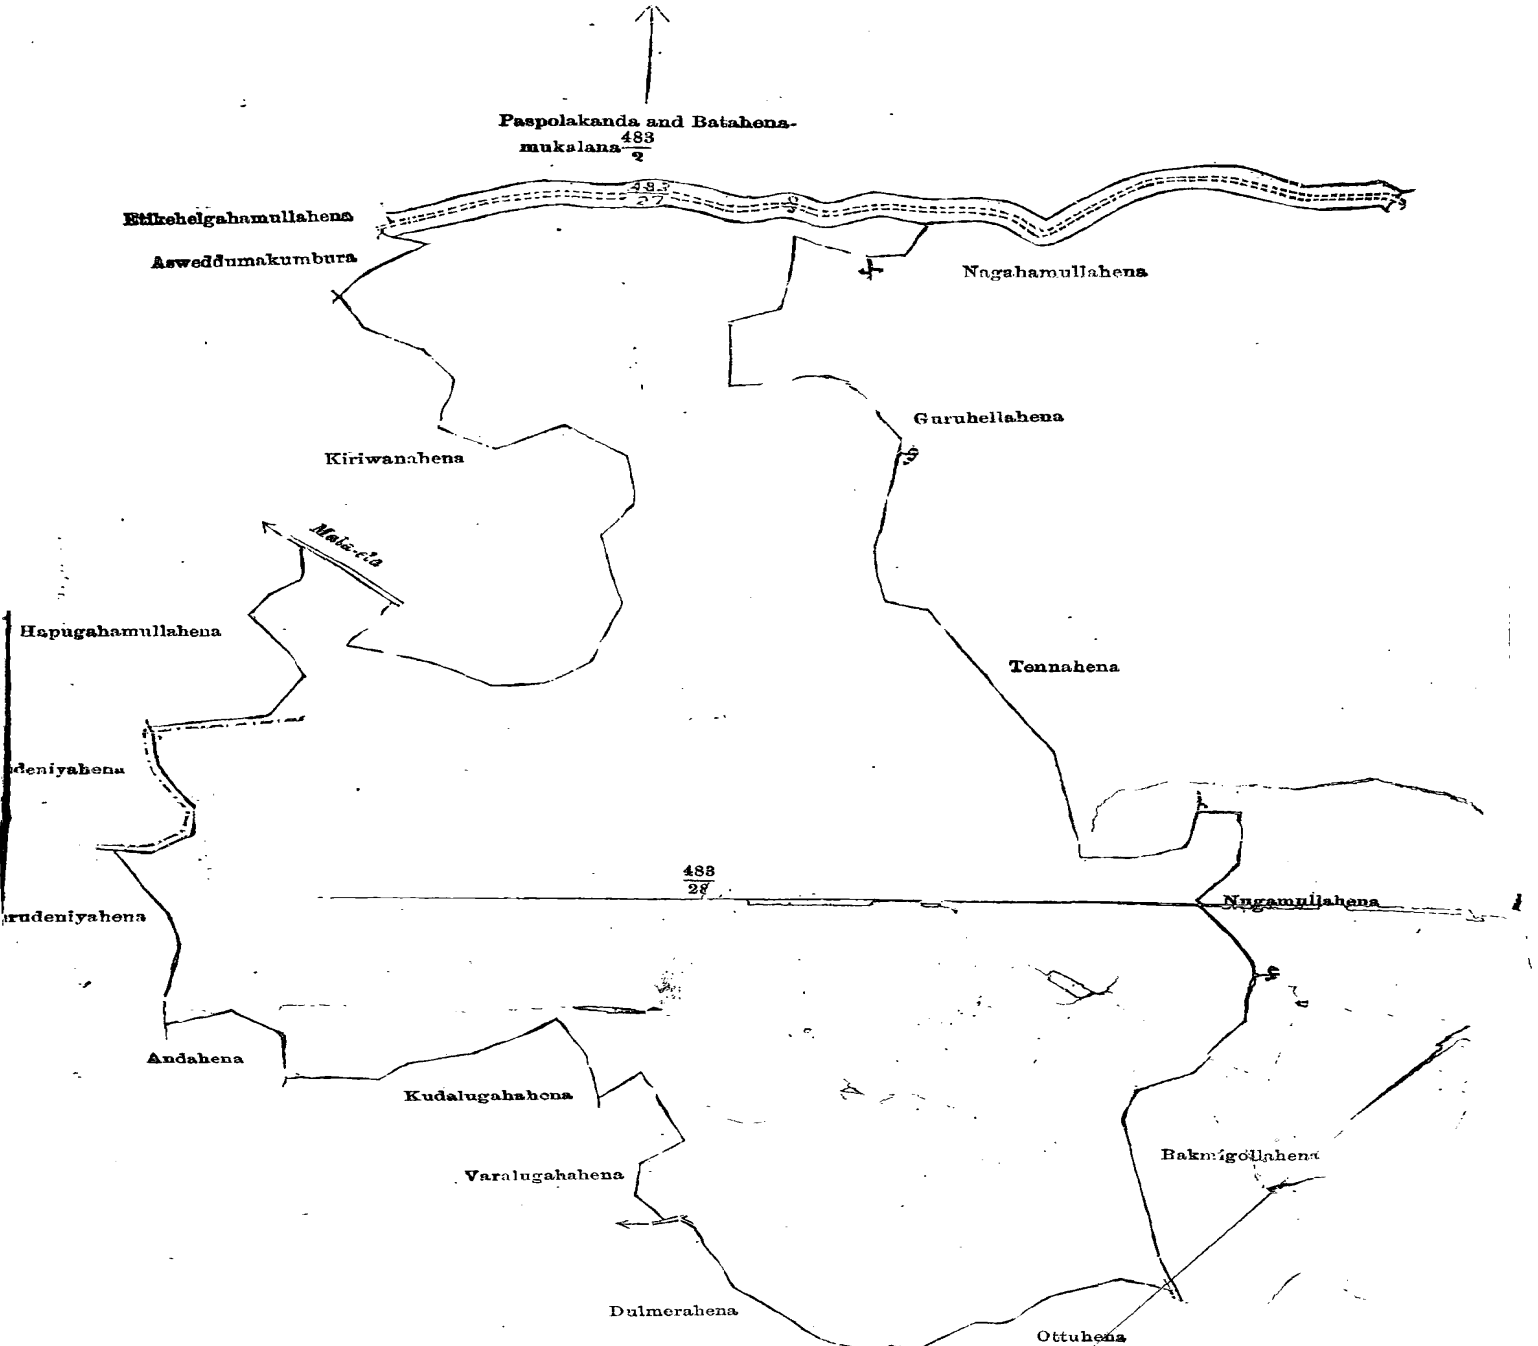 Paspolakanda and Batahena-
mukalana 483/2
483/27
Etikehelgahamullahena
Asweddumakumbura
Nagahamullahena
Guruhellahena
Kiriwanahena
Hapugahamullahena
Tennahena
deniyahena
483/28
Nugamullahena
rudeniyahena
Andahena
Kudalugahahena
Bakmigollahena
Varalugahahena
Dulmerahena
Ottuhena